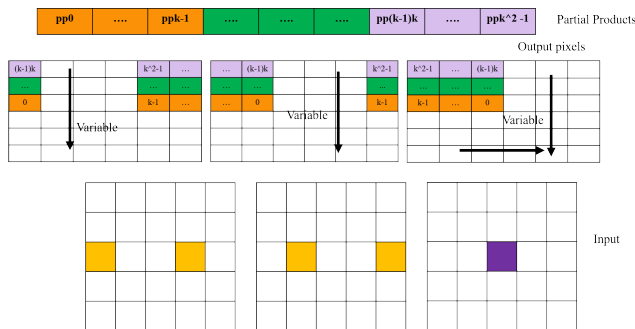 pp0 …. ppk-1 …. …. …. pp(k-1)k …. ppk^2 -1 Partial Products
Output pixels
(k-1)k k^2-1 … … (k-1)k k^2-1 k^2-1 … (k-1)k
… … … … … ... … … …
0 k-1 … … 0 k-1 k-1 … 0
Variable Variable Variable
Input